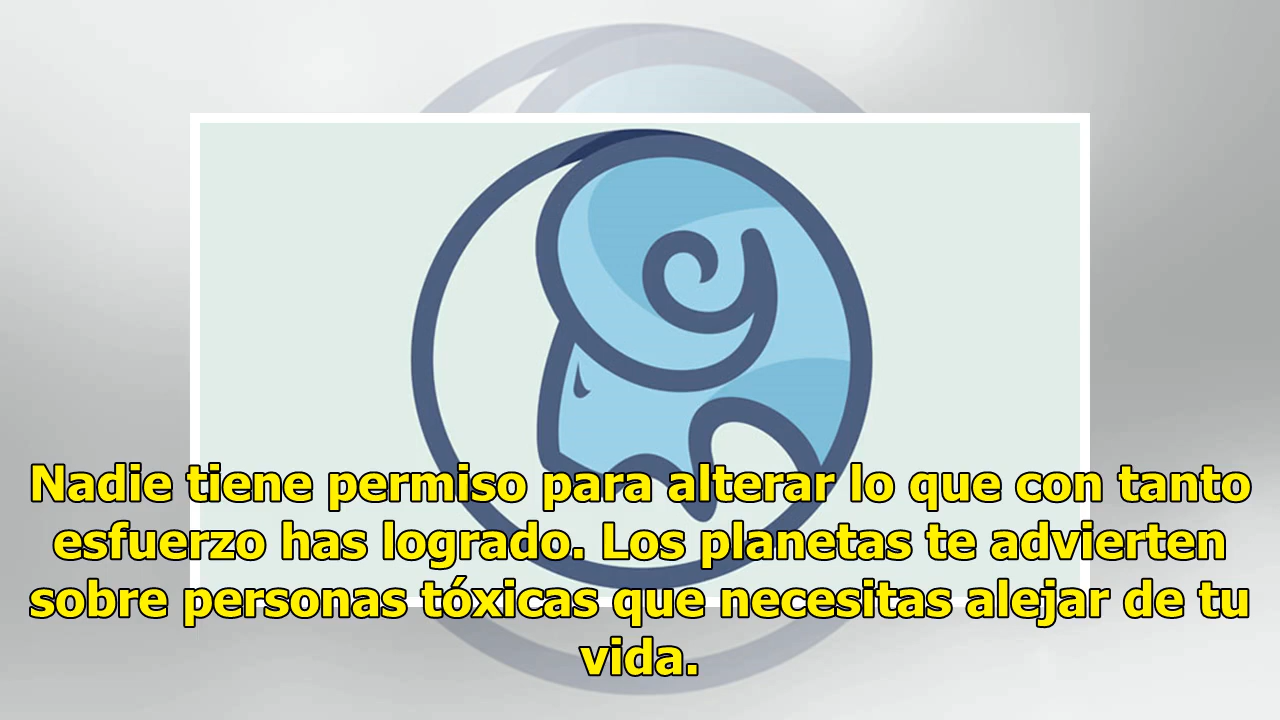 Nadie tiene permiso para alterar lo que con tanto
esfuerzo has logrado. Los planetas te advierten
sobre personas tóxicas que necesitas alejar de tu
vida.